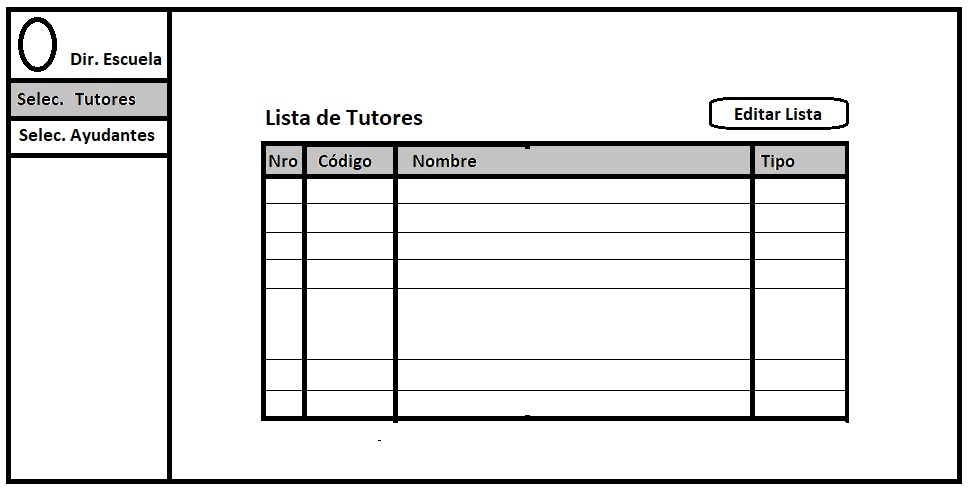 Dir. Escuela
Selec. Tutores
Selec. Ayudantes
Lista de Tutores
Editar Lista
Nro Código Nombre Tipo